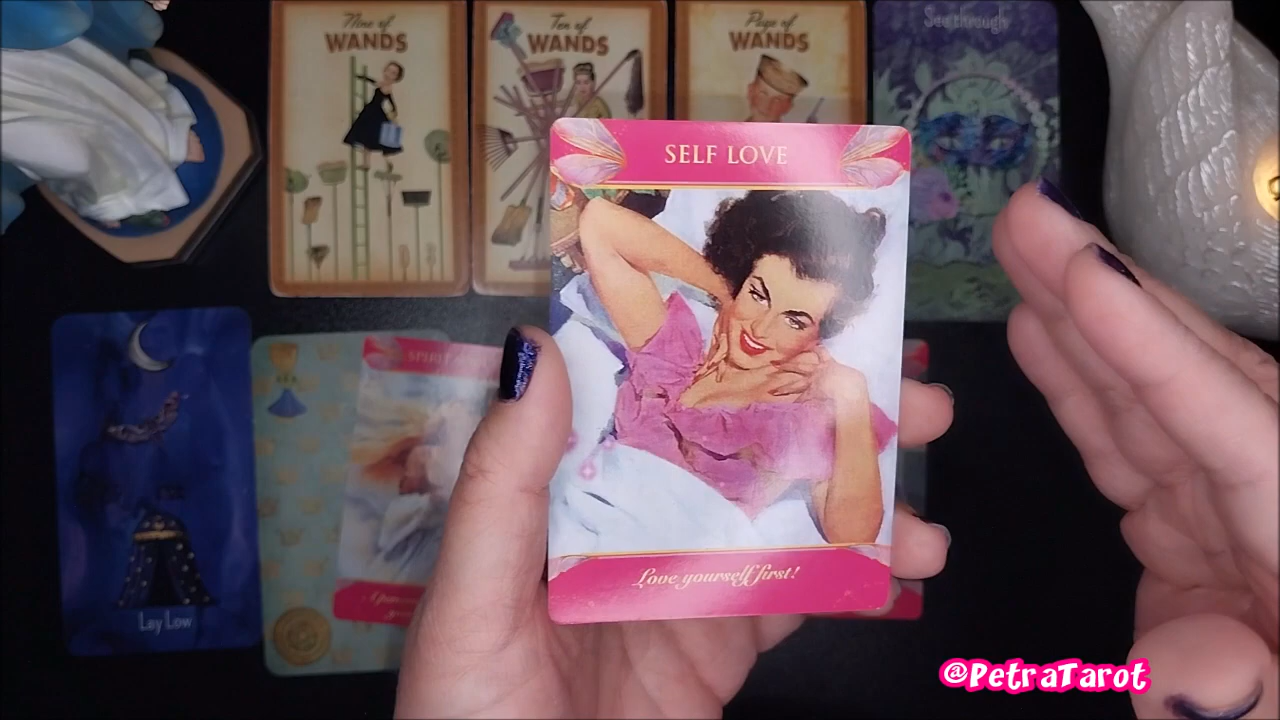 Nine of
WANDS
Ten of
WANDS
Page of
WANDS
See through
SELF LOVE
Love yourself first!
SPIRIT
Lay Low
@PetraTarot